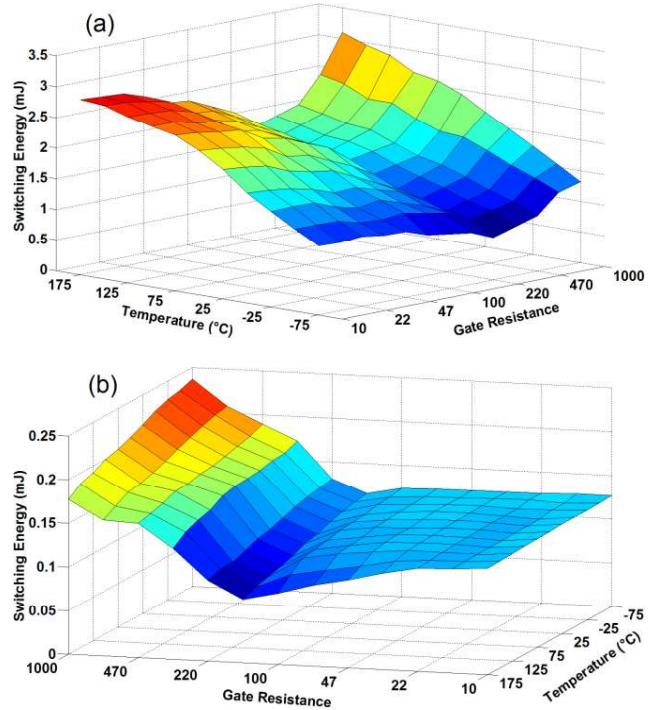 (a)
3.5
3
2.5
2
1.5
1
0.5
0
Switching Energy (mJ)
175 125 75 25 -25 -75
Temperature (°C)
10 22 47 100 220 470 1000
Gate Resistance
(b)
0.25
0.2
0.15
0.1
0.05
0
Switching Energy (mJ)
1000 470 220 100 47 22 10
Gate Resistance
175 125 75 25 -25 -75
Temperature (°C)